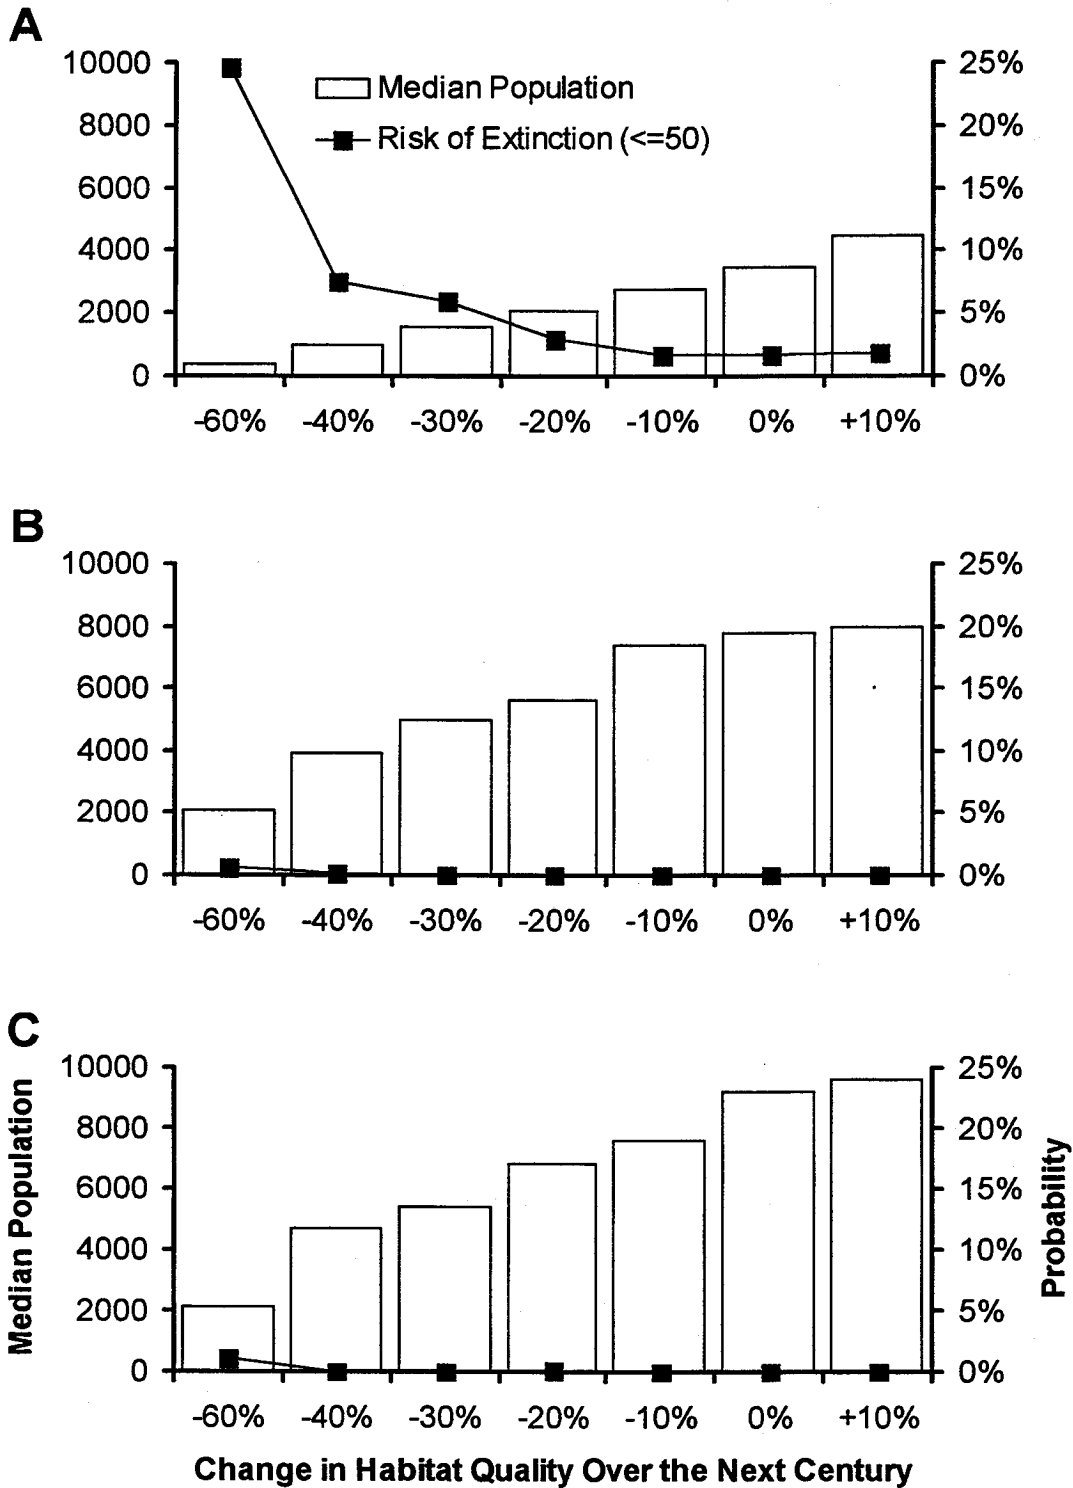 A
10000 25%
Median Population
8000 20%
Risk of Extinction (<=50)
6000 15%
4000 10%
2000 5%
0 0%
-60% -40% -30% -20% -10% 0% +10%
B
10000 25%
8000 20%
6000 15%
4000 10%
2000 5%
0 0%
-60% -40% -30% -20% -10% 0% +10%
C
10000 25%
8000 20%
6000 15%
4000 10%
2000 5%
0 0%
Median Population
Probability
-60% -40% -30% -20% -10% 0% +10%
Change in Habitat Quality Over the Next Century